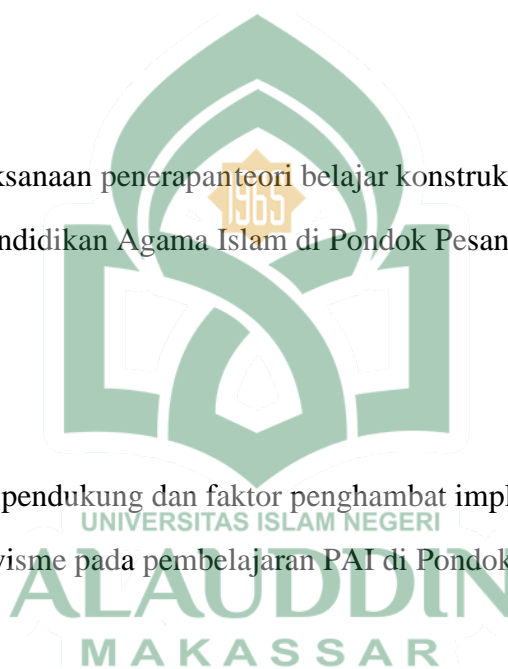 ksanaan penerapanteori belajar konstruk
1965
ndidikan Agama Islam di Pondok Pesan
pendukung dan faktor penghambat impl
UNIVERSITAS ISLAM NEGERI
visme pada pembelajaran PAI di Pondok
ALAUDDIN
MAKASSAR